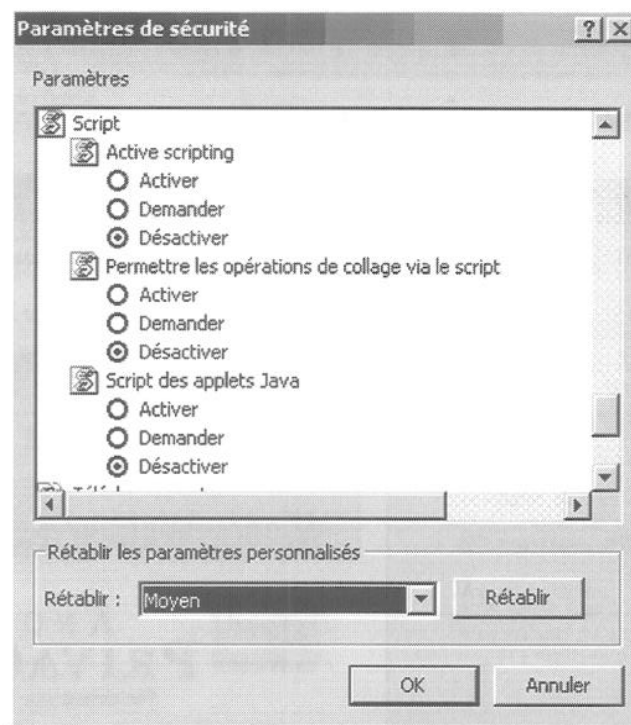 Paramètres de sécurité
Paramètres
Script
Active scripting
Activer
Demander
Désactiver
Permettre les opérations de collage via le script
Activer
Demander
Désactiver
Script des applets Java
Activer
Demander
Désactiver
Rétablir les paramètres personnalisés
Rétablir : Moyen Rétablir
OK Annuler